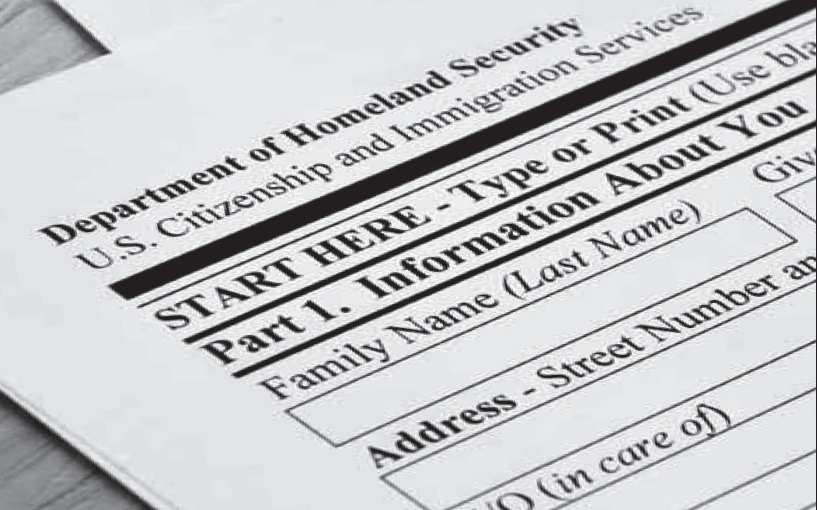 Department of Homeland Security
U.S. Citizenship and Immigration Services
START HERE - Type or Print (Use
Part 1. Information About You
Family Name (Last Name)
Address - Street Number
(in care of)